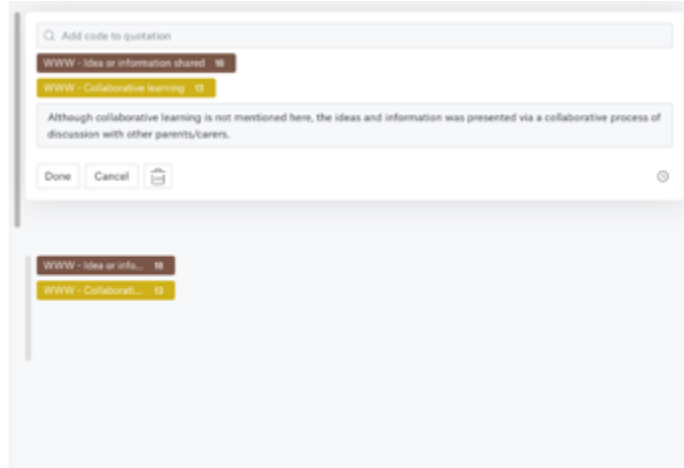 Add code to quotation
WWW - Idea or information shared 18
WWW - Collaborative learning 13
Although collaborative learning is not mentioned here, the ideas and information was presented via a collaborative process of
discussion with other parents/carers.
Done Cancel
WWW - Idea or info... 18
WWW - Collaborati... 13